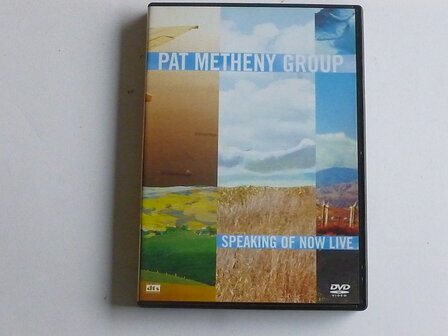 PAT METHENY GROUP
SPEAKING OF NOW LIVE
dts
DVD
VIDEO